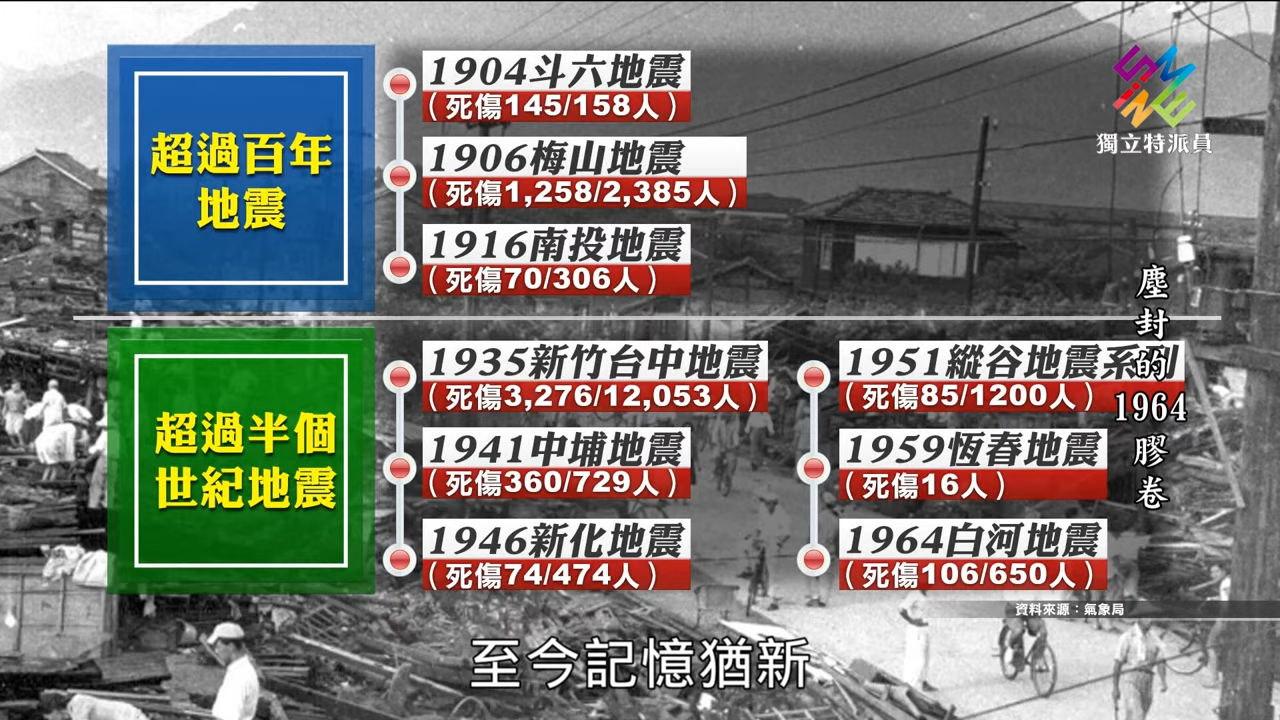 超過百年
地震
1904斗六地震
（死傷145/158人）
1906梅山地震
（死傷1,258/2,385人）
1916南投地震
（死傷70/306人）
超過半個
世紀地震
1935新竹台中地震
（死傷3,276/12,053人）
1941中埔地震
（死傷360/729人）
1946新化地震
（死傷74/474人）
1951縱谷地震系列
（死傷85/1200人）
1959恆春地震
（死傷16人）
1964白河地震
（死傷106/650人）
資料來源：氣象局
獨立特派員
塵封的1964膠卷
至今記憶猶新